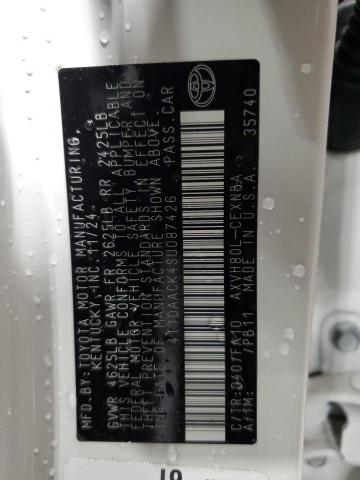 MFD.BY:TOYOTA MOTOR MANUFACTURING,
KENTUCKY,INC. 11/24
GVWR 4625LB GAWR FR 2625LB RR 2425LB
THIS VEHICLE CONFORMS TO ALL APPLICABLE
FEDERAL MOTOR VEHICLE SAFETY, BUMPER AND
THEFT PREVENTION STANDARDS IN EFFECT ON
THE DATE OF MANUFACTURE SHOWN ABOVE.
4T1DAACK4SU087426 PASS.CAR
C/TR:040/FA10 AXVH80L-CEXNBA
A/TM: /PB11 MADE IN U.S.A. 35740
TOYOTA